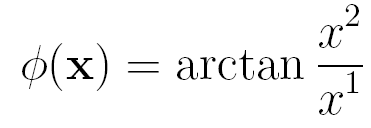 ϕ(𝐱) = arctan x²/x¹